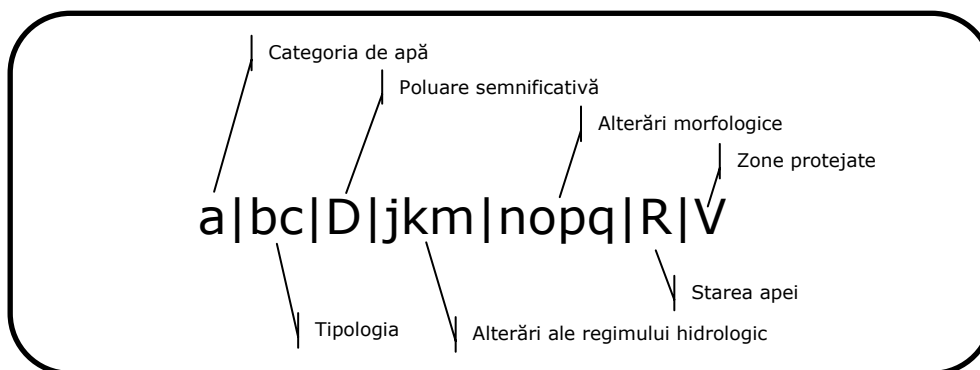 Categoria de apă
Poluare semnificativă
Alterări morfologice
Zone protejate
a|bc|D|jkm|nopq|R|V
Starea apei
Tipologia
Alterări ale regimului hidrologic